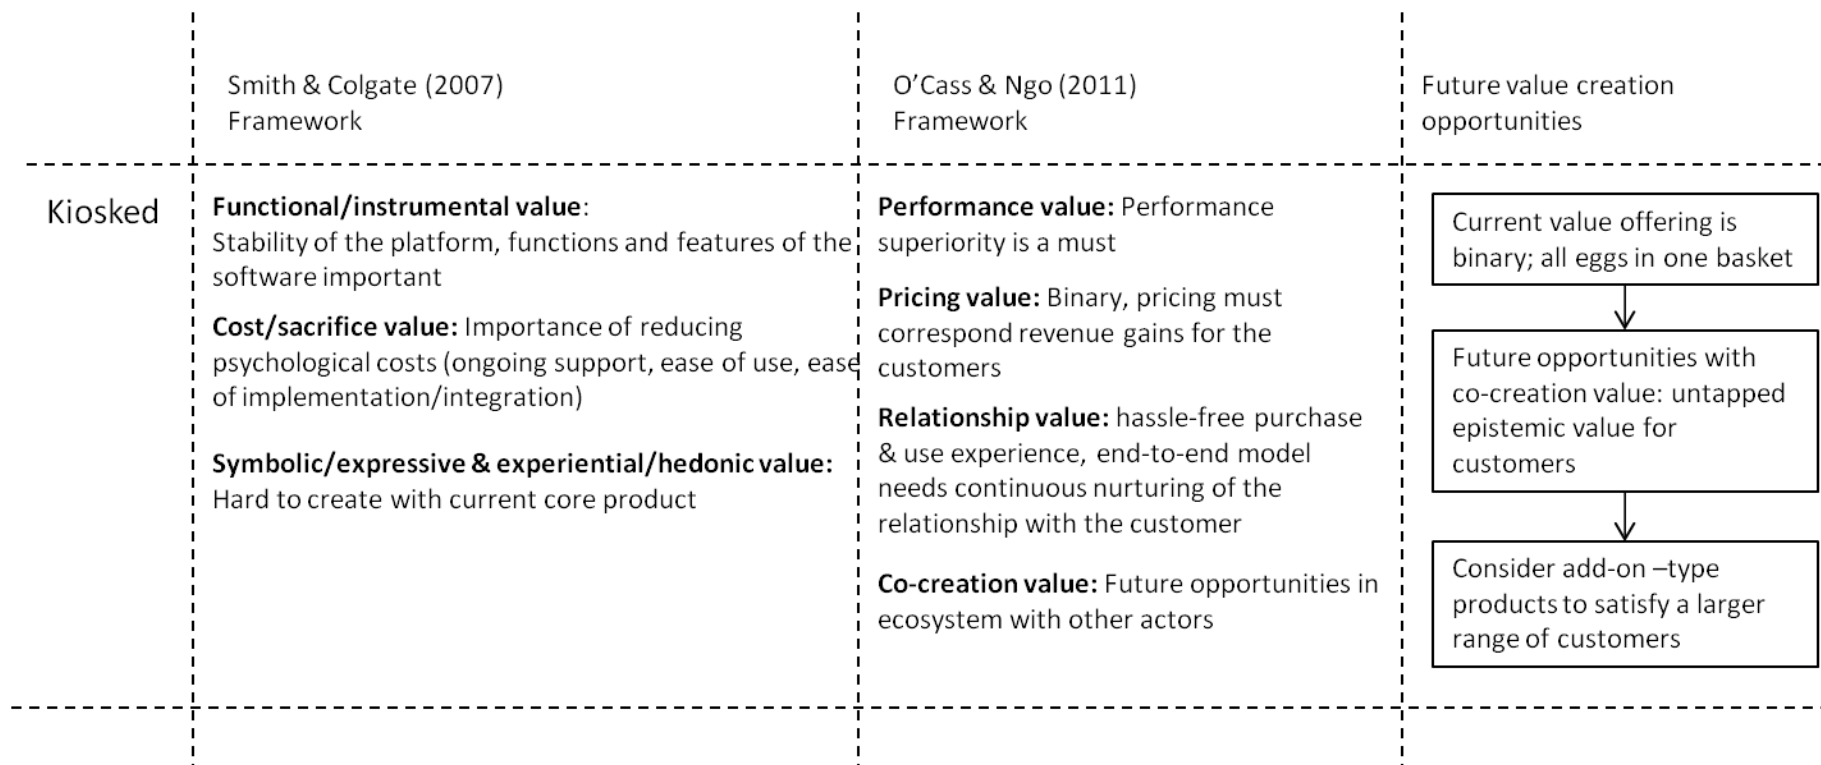 Smith & Colgate (2007)
Framework
O'Cass & Ngo (2011)
Framework
Future value creation
opportunities
Kiosked
Functional/instrumental value:
Stability of the platform, functions and features of the
software important
Cost/sacrifice value: Importance of reducing
psychological costs (ongoing support, ease of use, ease
of implementation/integration)
Symbolic/expressive & experiential/hedonic value:
Hard to create with current core product
Performance value: Performance
superiority is a must
Pricing value: Binary, pricing must
correspond revenue gains for the
customers
Relationship value: hassle-free purchase
& use experience, end-to-end model
needs continuous nurturing of the
relationship with the customer
Co-creation value: Future opportunities in
ecosystem with other actors
Current value offering is
binary; all eggs in one basket
Future opportunities with
co-creation value: untapped
epistemic value for
customers
Consider add-on –type
products to satisfy a larger
range of customers